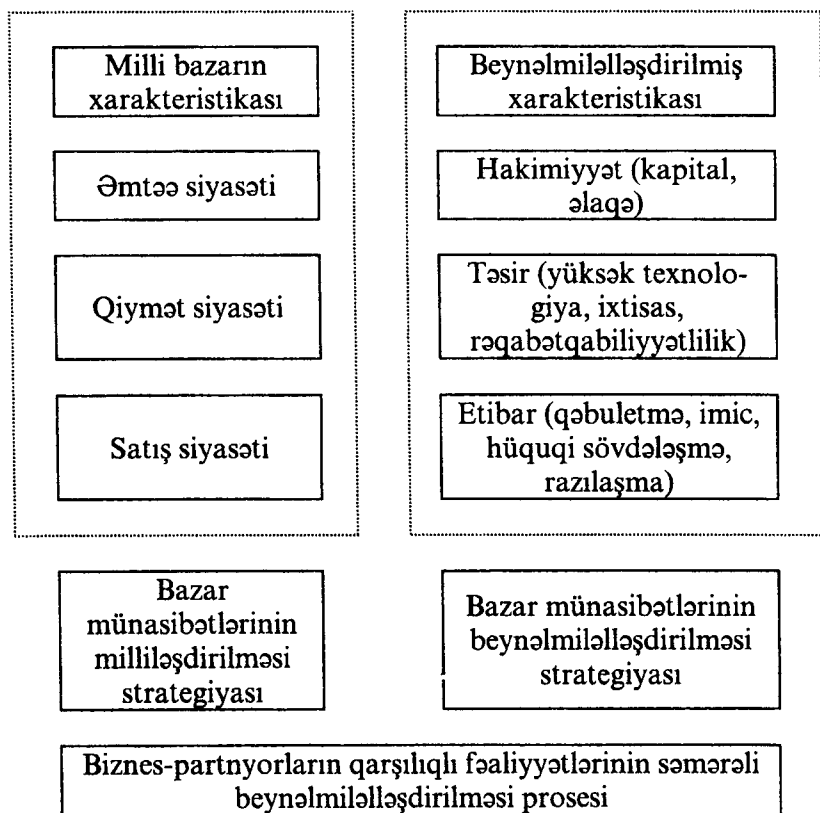 Milli bazarın
xarakteristikası
Əmtəə siyasəti
Qiymət siyasəti
Satış siyasəti
Beynəlmiləlləşdirilmiş
xarakteristikası
Hakimiyyət (kapital,
əlaqə)
Təsir (yüksək texnolo-
giya, ixtisas,
rəqabətqabiliyyətlilik)
Etibar (qəbuletmə, imic,
hüquqi sövdələşmə,
razılaşma)
Bazar
münasibətlərinin
milliləşdirilməsi
strategiyası
Bazar münasibətlərinin
beynəlmiləlləşdirilməsi
strategiyası
Biznes-partnyorların qarşılıqlı fəaliyyətlərinin səmərəli
beynəlmiləlləşdirilməsi prosesi